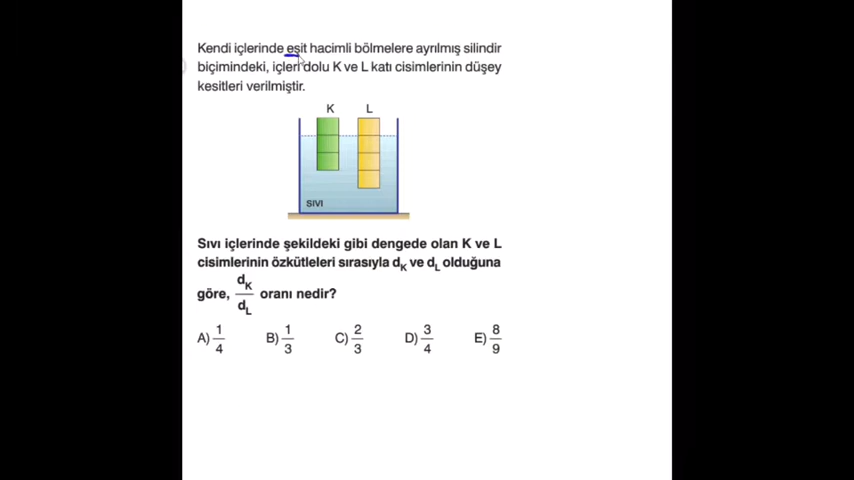 Kendi içlerinde eşit hacimli bölmelere ayrılmış silindir
biçimindeki, içleri dolu K ve L katı cisimlerinin düşey
kesitleri verilmiştir.
K L
SIVI
Sıvı içlerinde şekildeki gibi dengede olan K ve L
cisimlerinin özkütleleri sırasıyla dK ve dL olduğuna
göre, dK/dL oranı nedir?
A) 1/4 B) 1/3 C) 2/3 D) 3/4 E) 8/9